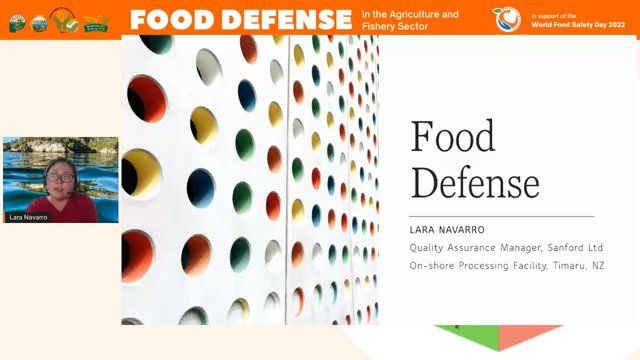 FOOD DEFENSE
in the Agriculture and
Fishery Sector
in support of the
World Food Safety Day 2022
Food
Defense
LARA NAVARRO
Quality Assurance Manager, Sanford Ltd
On-shore Processing Facility, Timaru, NZ
Lara Navarro